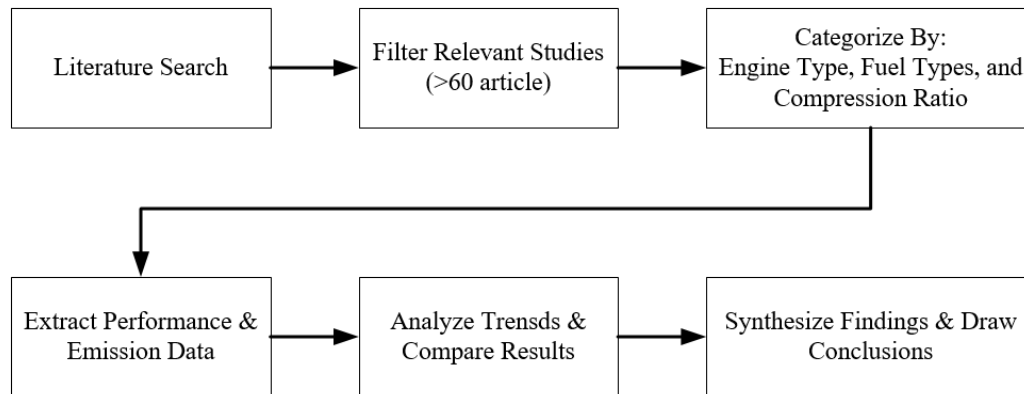 Literature Search
Filter Relevant Studies
(>60 article)
Categorize By:
Engine Type, Fuel Types, and
Compression Ratio
Extract Performance &
Emission Data
Analyze Trensds &
Compare Results
Synthesize Findings & Draw
Conclusions